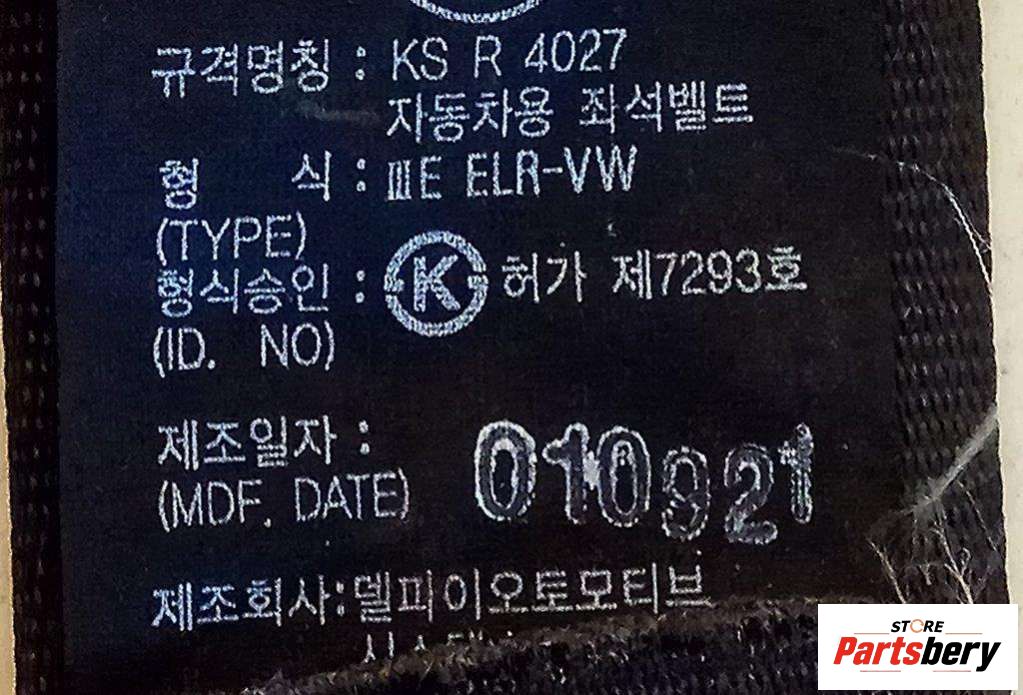 규격명칭 : KS R 4027
자동차용 좌석벨트
형 식 : ⅢE ELR-VW
(TYPE)
형식승인 : K 허가 제7293호
(ID. NO)
제조일자 :
(MDF. DATE) 010921
제조회사:델피이오토모티브
STORE
Partsbery